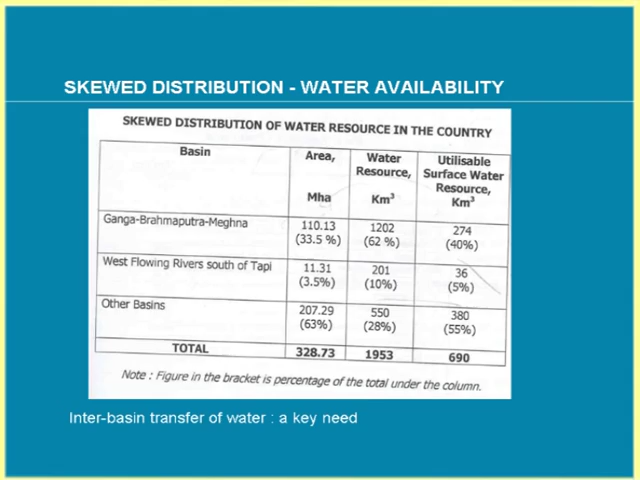 SKEWED DISTRIBUTION - WATER AVAILABILITY
SKEWED DISTRIBUTION OF WATER RESOURCE IN THE COUNTRY
Basin Area, Mha Water Resource, Km³ Utilisable Surface Water Resource, Km³
Ganga-Brahmaputra-Meghna 110.13 (33.5 %) 1202 (62 %) 274 (40%)
West Flowing Rivers south of Tapi 11.31 (3.5%) 201 (10%) 36 (5%)
Other Basins 207.29 (63%) 550 (28%) 380 (55%)
TOTAL 328.73 1953 690
Note : Figure in the bracket is percentage of the total under the column.
Inter-basin transfer of water : a key need